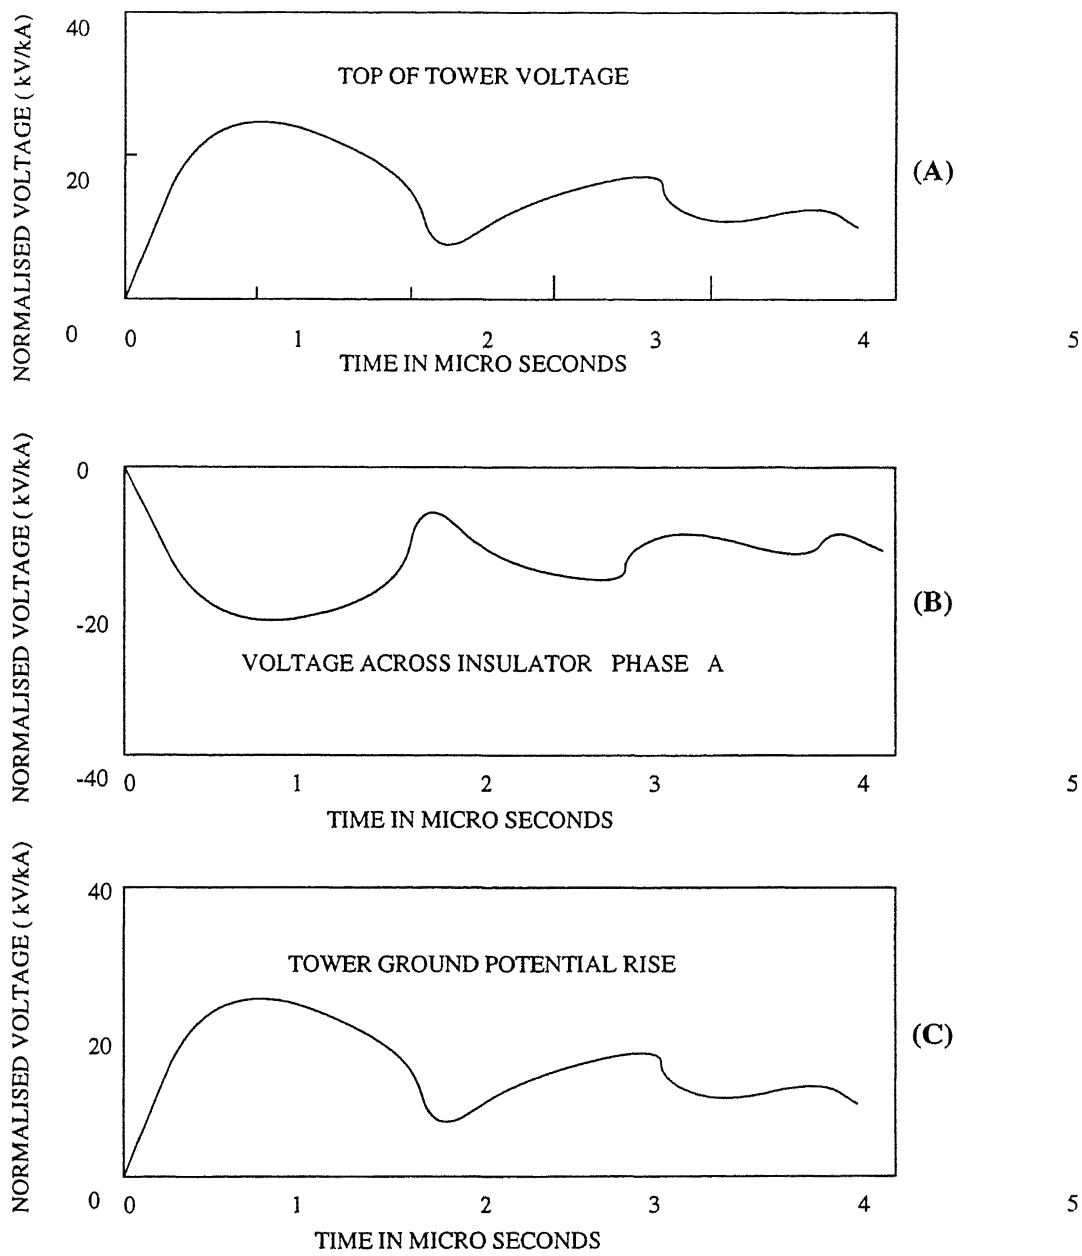 NORMALISED VOLTAGE ( kV/kA)
40
20
0
TOP OF TOWER VOLTAGE
(A)
0 1 2 3 4 5
TIME IN MICRO SECONDS
NORMALISED VOLTAGE ( kV/kA)
0
-20
-40
VOLTAGE ACROSS INSULATOR PHASE A
(B)
0 1 2 3 4 5
TIME IN MICRO SECONDS
NORMALISED VOLTAGE ( kV/kA)
40
20
0
TOWER GROUND POTENTIAL RISE
(C)
0 1 2 3 4 5
TIME IN MICRO SECONDS